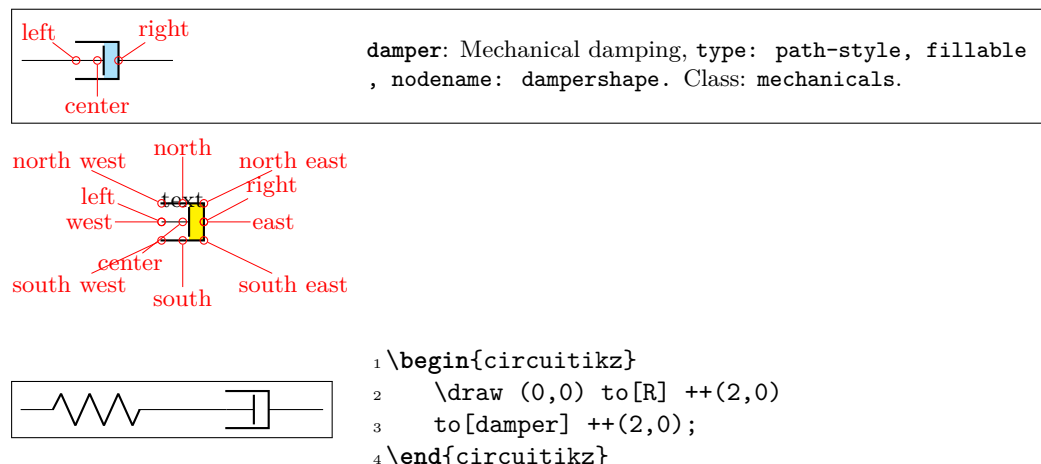 left
right
center
damper: Mechanical damping, type: path-style, fillable
, nodename: dampershape. Class: mechanicals.
north west north north east
left text right
west east
center
south west south south east
1 \begin{circuitikz}
2 \draw (0,0) to[R] ++(2,0)
3 to[damper] ++(2,0);
4 \end{circuitikz}